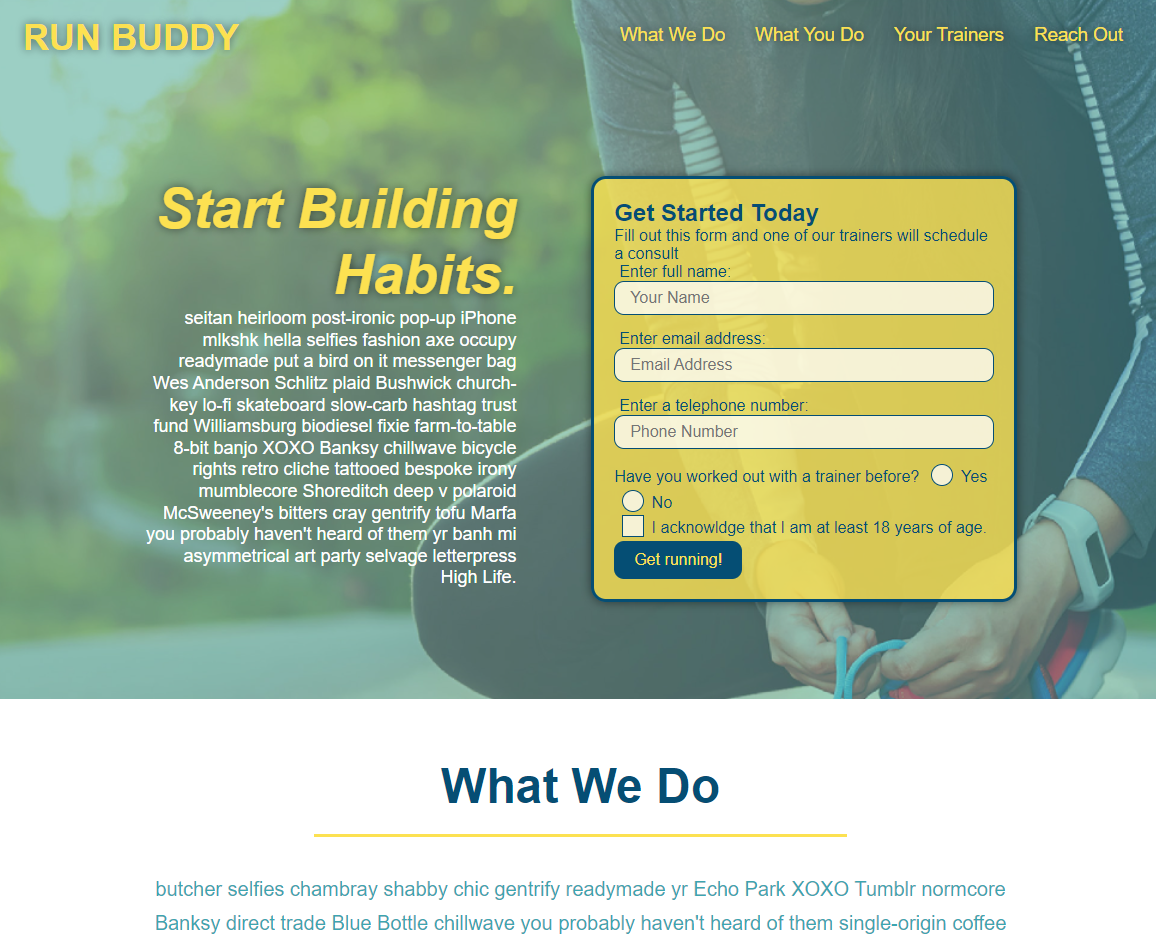 RUN BUDDY
What We Do What You Do Your Trainers Reach Out
Start Building
Habits.
seitan heirloom post-ironic pop-up iPhone
mlkshk hella selfies fashion axe occupy
readymade put a bird on it messenger bag
Wes Anderson Schlitz plaid Bushwick church-
key lo-fi skateboard slow-carb hashtag trust
fund Williamsburg biodiesel fixie farm-to-table
8-bit banjo XOXO Banksy chillwave bicycle
rights retro cliche tattooed bespoke irony
mumblecore Shoreditch deep v polaroid
McSweeney's bitters cray gentrify tofu Marfa
you probably haven't heard of them yr banh mi
asymmetrical art party selvage letterpress
High Life.
Get Started Today
Fill out this form and one of our trainers will schedule
a consult
Enter full name:
Your Name
Enter email address:
Email Address
Enter a telephone number:
Phone Number
Have you worked out with a trainer before? Yes
No
I acknowldge that I am at least 18 years of age.
Get running!
What We Do
butcher selfies chambray shabby chic gentrify readymade yr Echo Park XOXO Tumblr normcore
Banksy direct trade Blue Bottle chillwave you probably haven't heard of them single-origin coffee